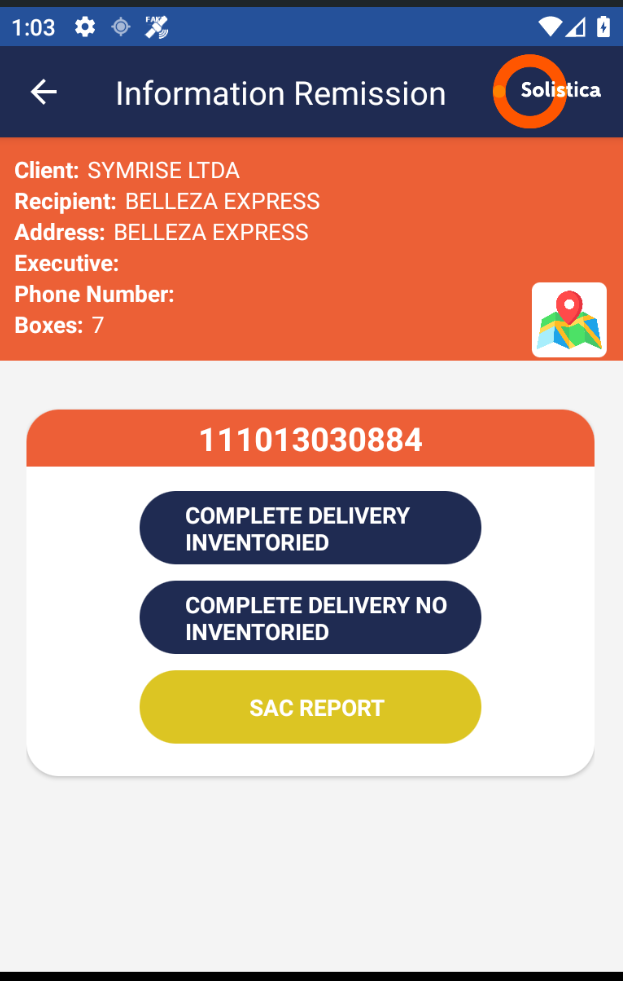 1:03
FAKE
Information Remission
Solistica
Client: SYMRISE LTDA
Recipient: BELLEZA EXPRESS
Address: BELLEZA EXPRESS
Executive:
Phone Number:
Boxes: 7
111013030884
COMPLETE DELIVERY
INVENTORIED
COMPLETE DELIVERY NO
INVENTORIED
SAC REPORT